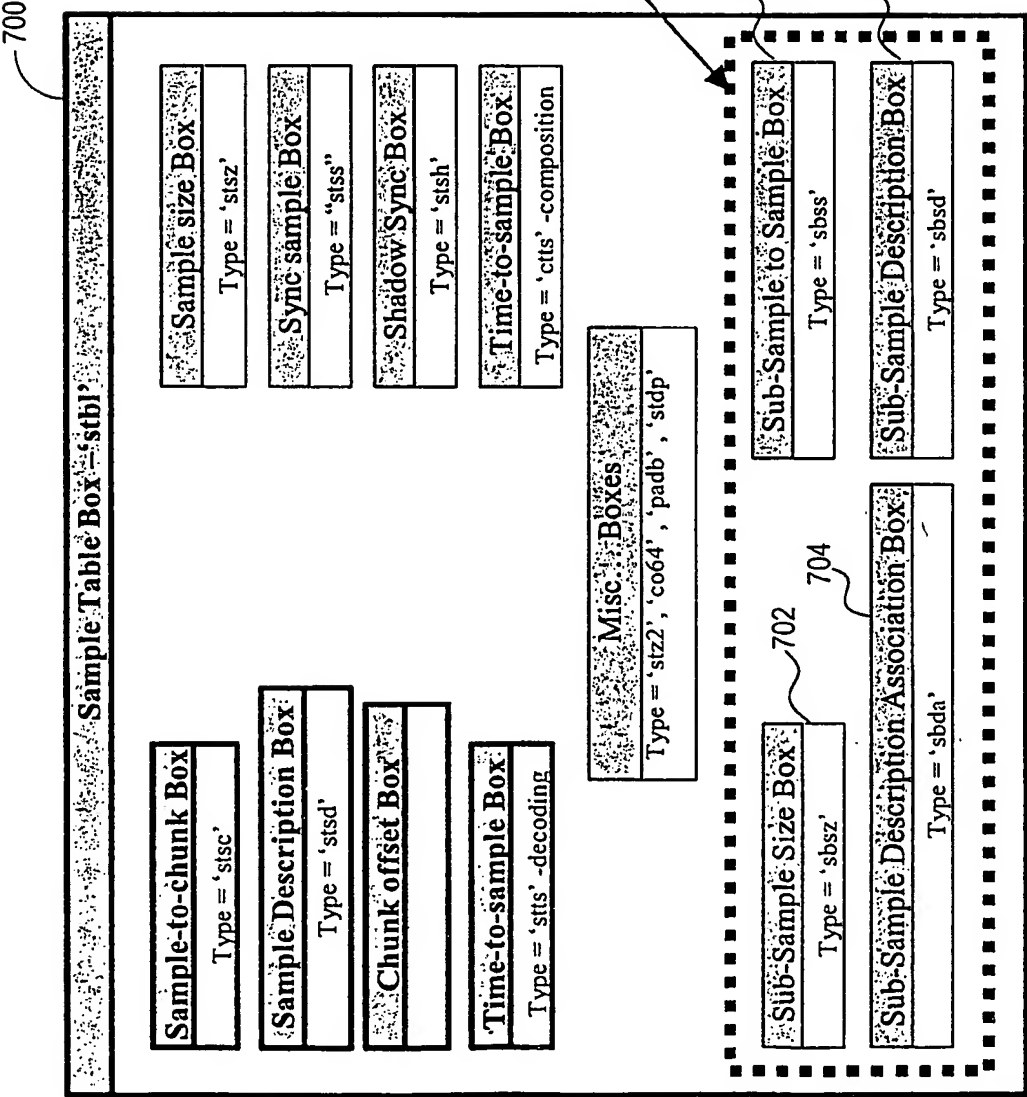 700
Sample Table Box – 'stbl'
Sample-to-chunk Box
Type = 'stsc'
Sample Description Box
Type = 'stsd'
Chunk offset Box
Time-to-sample Box
Type = 'stts' -decoding
Sample size Box
Type = 'stsz'
Sync sample Box
Type = "stss"
Shadow Sync Box
Type = 'stsh'
Time-to-sample Box
Type = 'ctts' -composition
Misc. Boxes
Type = 'stz2', 'co64' , 'padb' , 'stdp'
Sub-Sample Size Box
Type = 'sbsz'
702
Sub-Sample to Sample Box
Type = 'sbss'
Sub-Sample Description Association Box
Type = 'sbda'
704
Sub-Sample Description Box
Type = 'sbsd'